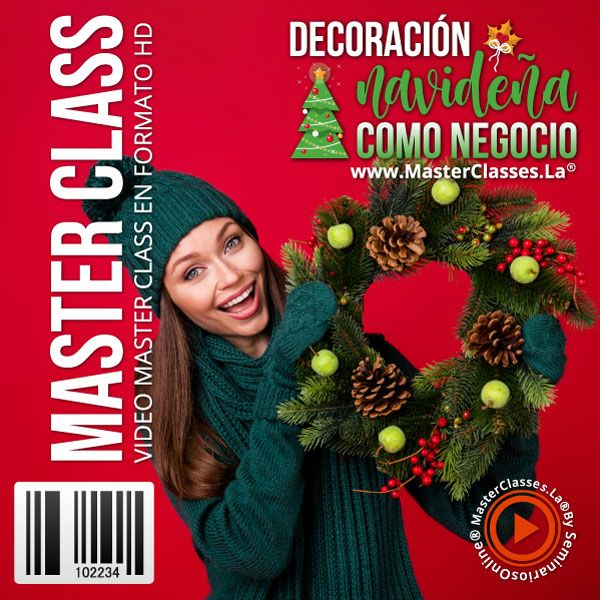 MASTER CLASS
VIDEO MASTER CLASS EN FORMATO HD
DECORACIÓN
navideña
COMO NEGOCIO
www.MasterClasses.La®
102234
MasterClasses.La® By SeminariosOnline®